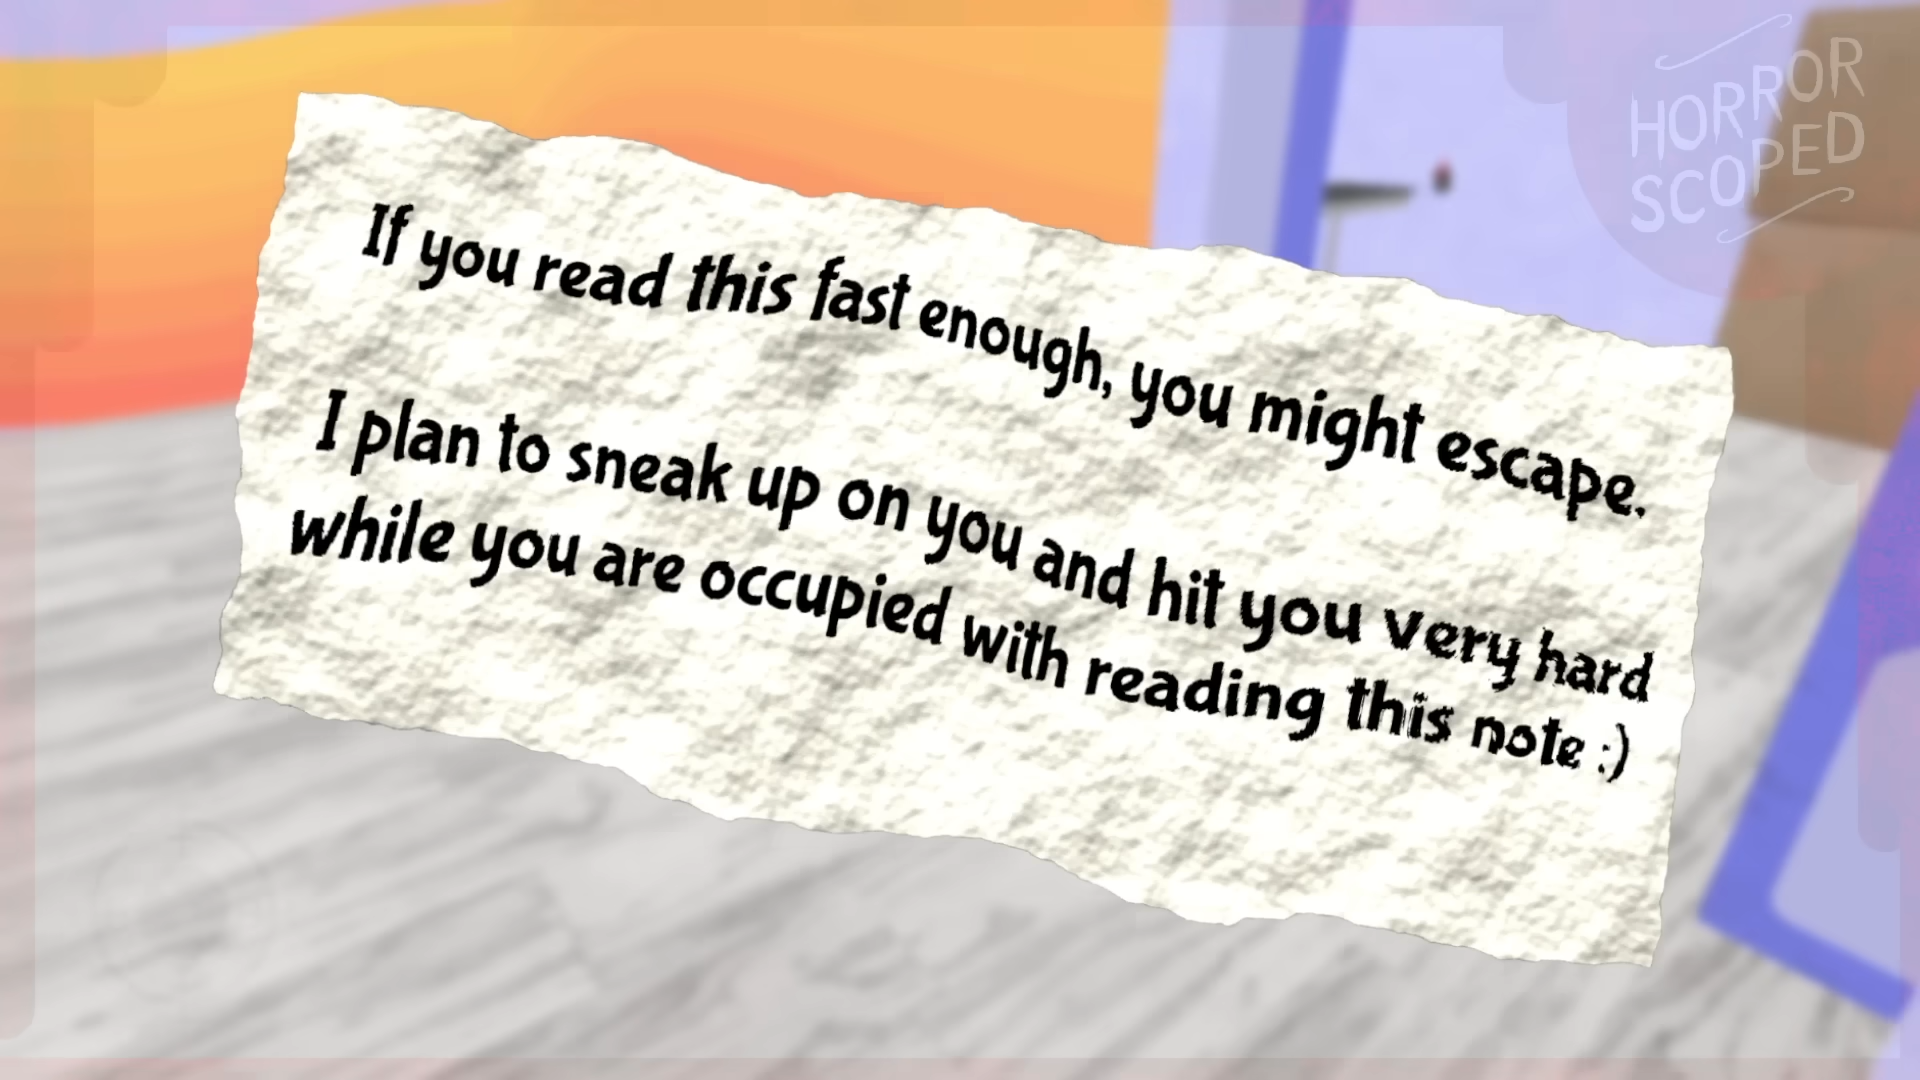 HORROR
SCOPED
If you read this fast enough, you might escape.
I plan to sneak up on you and hit you very hard
while you are occupied with reading this note :)